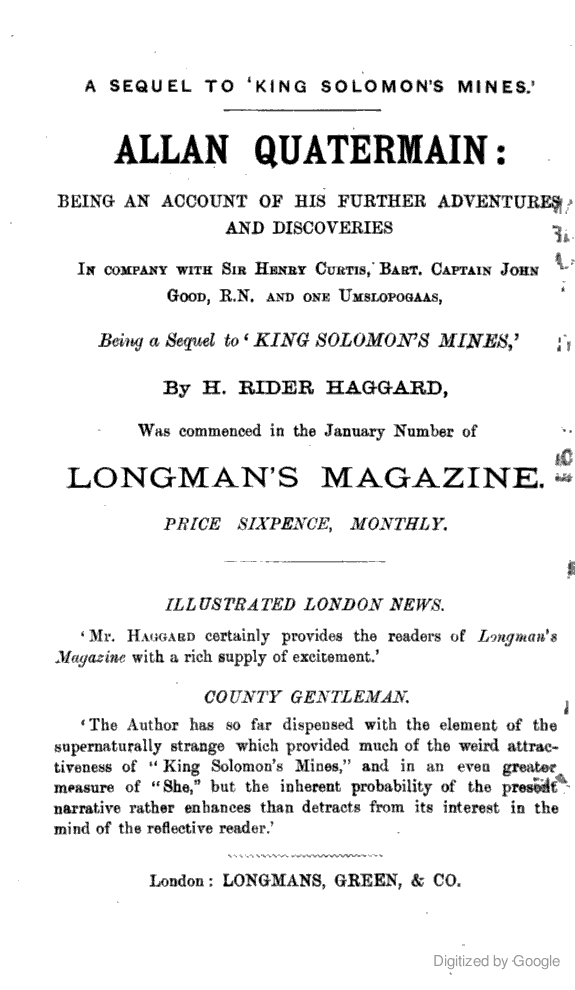 A SEQUEL TO ‘KING SOLOMON'S MINES.’
ALLAN QUATERMAIN:
BEING AN ACCOUNT OF HIS FURTHER ADVENTURES
AND DISCOVERIES
In company with Sir Henry Curtis, Bart. Captain John
Good, R.N. and one Umslopogaas,
Being a Sequel to ‘KING SOLOMON'S MINES,’
By H. RIDER HAGGARD,
Was commenced in the January Number of
LONGMAN'S MAGAZINE.
PRICE SIXPENCE, MONTHLY.
ILLUSTRATED LONDON NEWS.
‘Mr. Haggard certainly provides the readers of Longman's
Magazine with a rich supply of excitement.’
COUNTY GENTLEMAN.
‘The Author has so far dispensed with the element of the
supernaturally strange which provided much of the weird attrac-
tiveness of “King Solomon's Mines,” and in an even greater
measure of “She,” but the inherent probability of the present
narrative rather enhances than detracts from its interest in the
mind of the reflective reader.’
London: LONGMANS, GREEN, & CO.
Digitized by Google